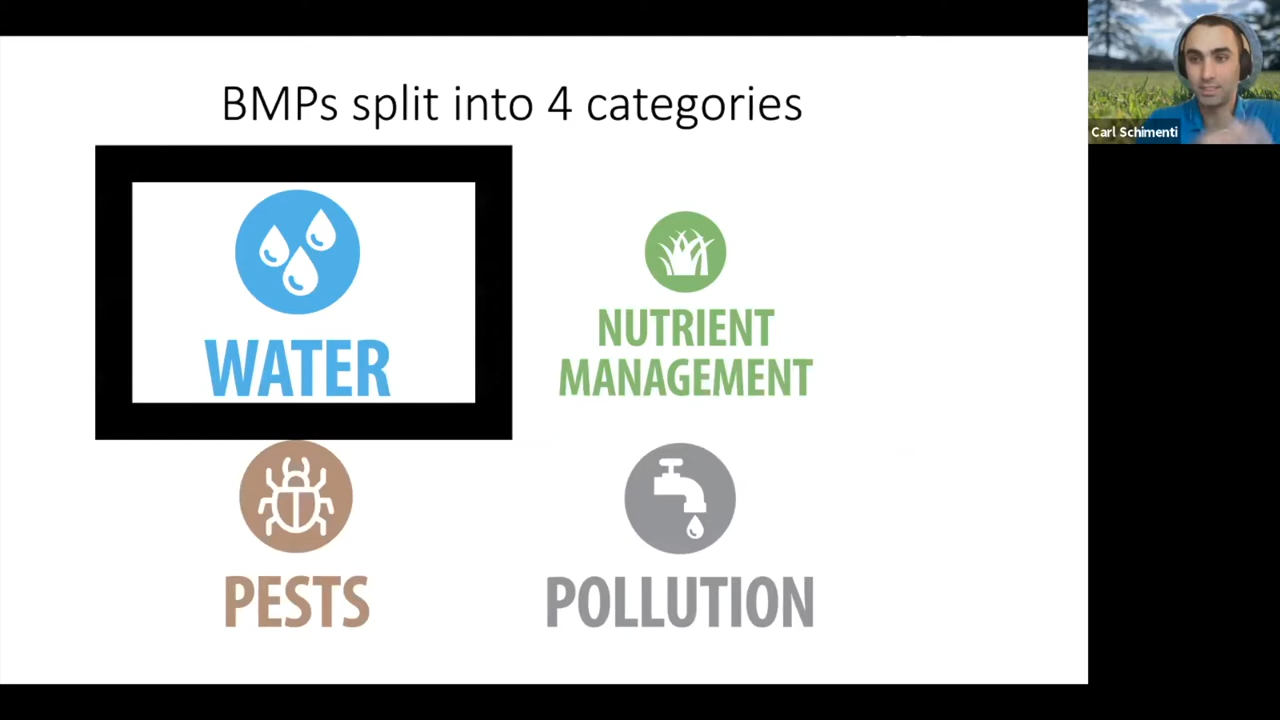 BMPs split into 4 categories
Carl Schimenti
WATER
NUTRIENT
MANAGEMENT
PESTS
POLLUTION